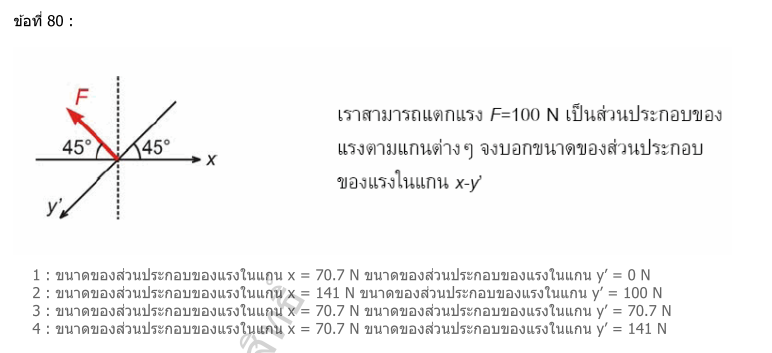 ข้อที่ 80 :
F
45°
45°
x
y'
เราสามารถแตกแรง F=100 N เป็นส่วนประกอบของ
แรงตามแกนต่างๆ จงบอกขนาดของส่วนประกอบ
ของแรงในแกน x-y'
1 : ขนาดของส่วนประกอบของแรงในแกน x = 70.7 N ขนาดของส่วนประกอบของแรงในแกน y' = 0 N
2 : ขนาดของส่วนประกอบของแรงในแกน x = 141 N ขนาดของส่วนประกอบของแรงในแกน y' = 100 N
3 : ขนาดของส่วนประกอบของแรงในแกน x = 70.7 N ขนาดของส่วนประกอบของแรงในแกน y' = 70.7 N
4 : ขนาดของส่วนประกอบของแรงในแกน x = 70.7 N ขนาดของส่วนประกอบของแรงในแกน y' = 141 N